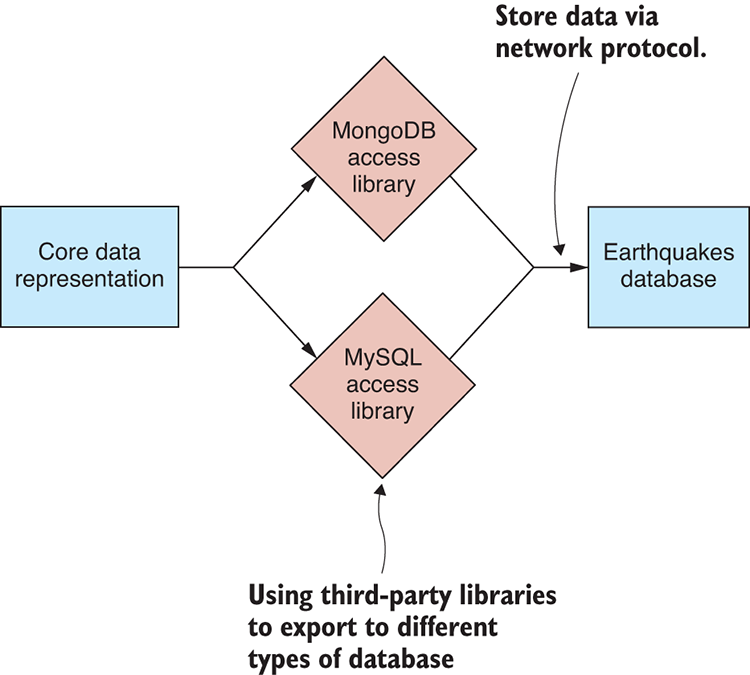 Store data via
network protocol.
MongoDB
access
library
Core data
representation
Earthquakes
database
MySQL
access
library
Using third-party libraries
to export to different
types of database